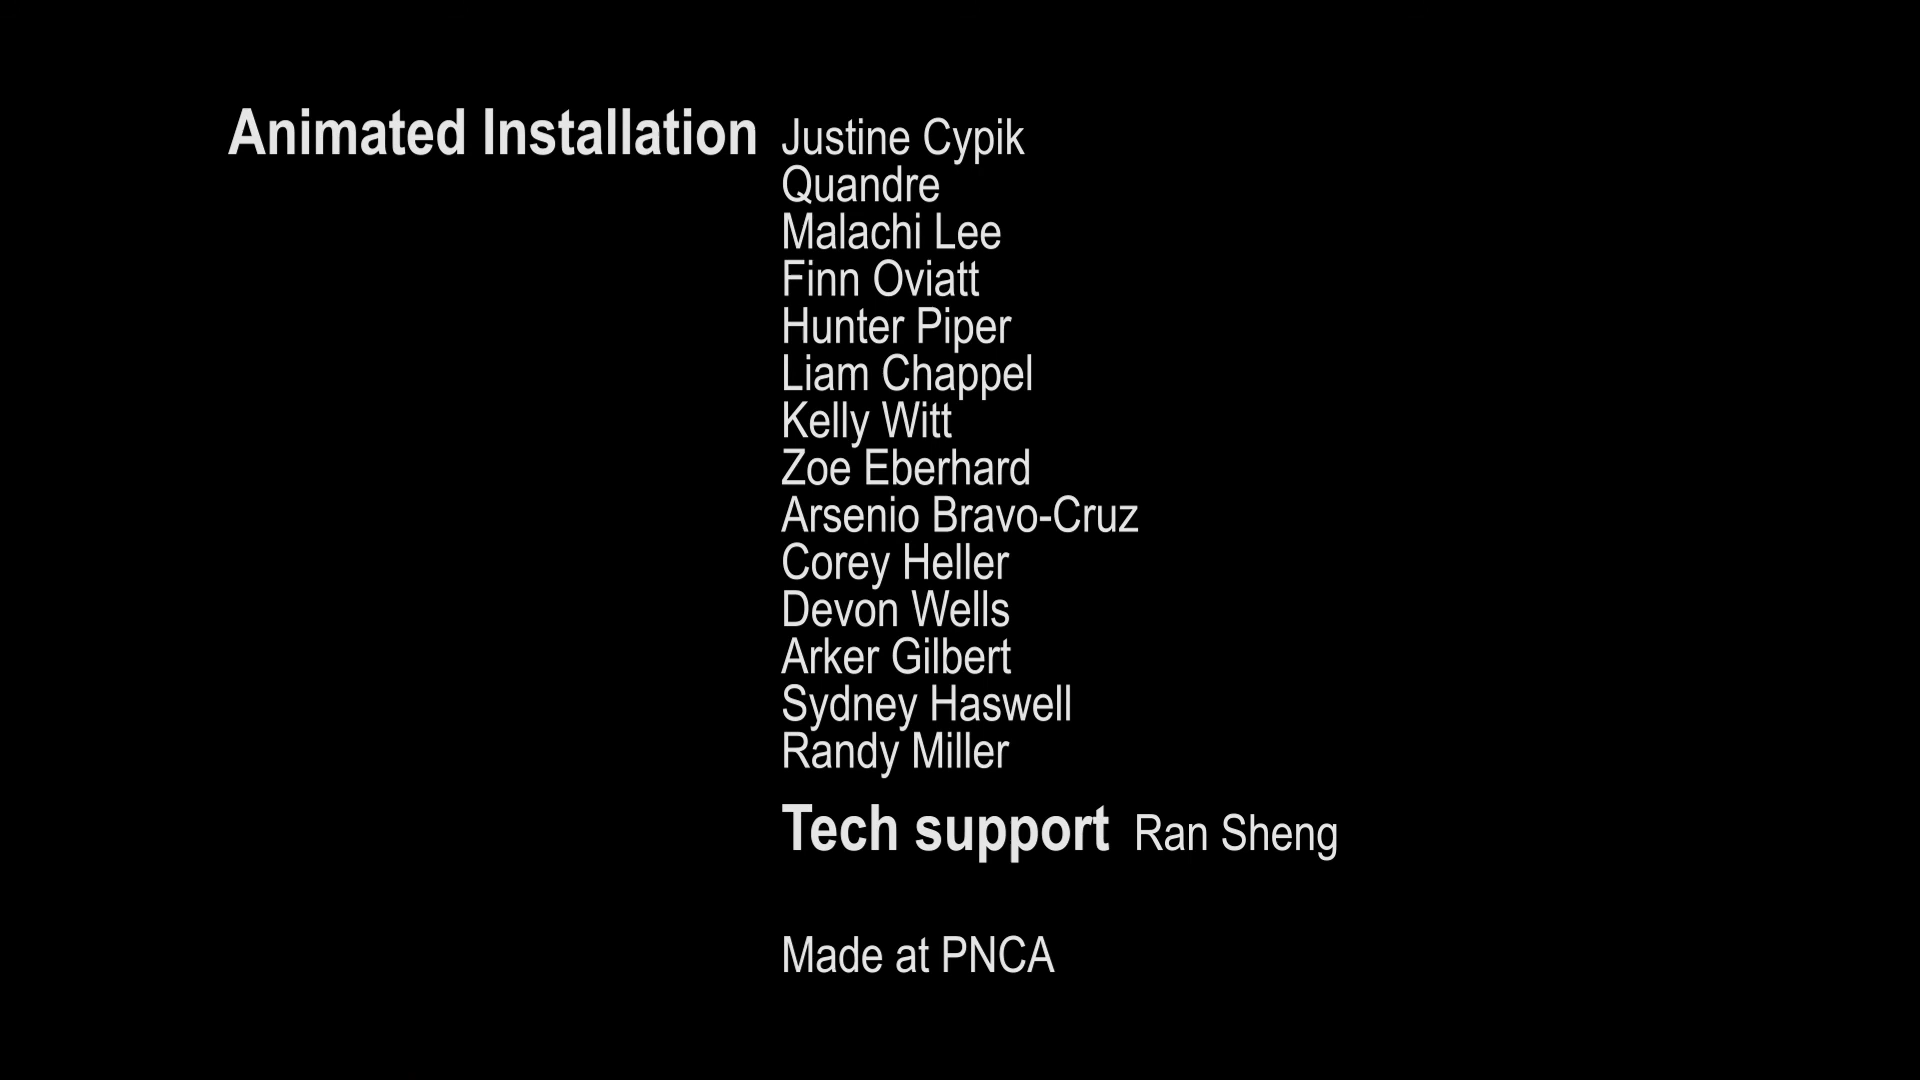 Animated Installation Justine Cypik
Quandre
Malachi Lee
Finn Oviatt
Hunter Piper
Liam Chappel
Kelly Witt
Zoe Eberhard
Arsenio Bravo-Cruz
Corey Heller
Devon Wells
Arker Gilbert
Sydney Haswell
Randy Miller
Tech support Ran Sheng
Made at PNCA